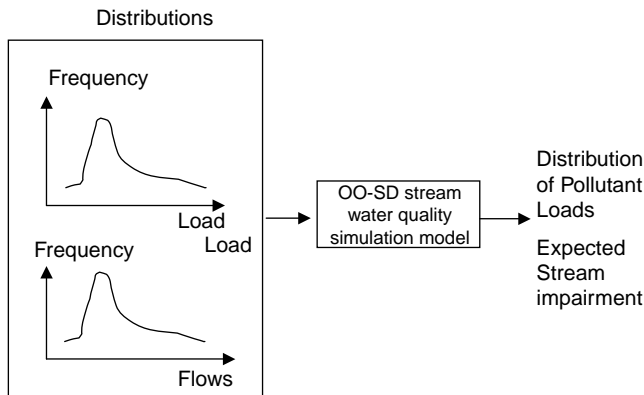 Distributions
Frequency
Load
Load
Frequency
Flows
OO-SD stream
water quality
simulation model
Distribution
of Pollutant
Loads
Expected
Stream
impairment